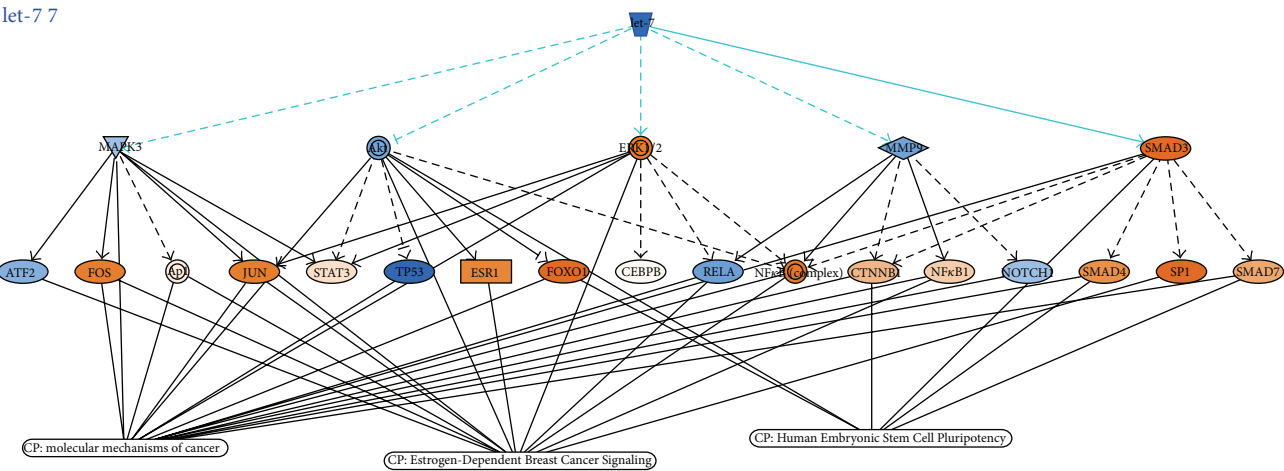 let-7 7
let-7
MAPK3
Akt
ERK1/2
MMP9
SMAD3
ATF2
FOS
Ap1
JUN
STAT3
TP53
ESR1
FOXO1
CEBPB
RELA
NFκB (complex)
CTNNB1
NFκB1
NOTCH1
SMAD4
SP1
SMAD7
CP: molecular mechanisms of cancer
CP: Estrogen-Dependent Breast Cancer Signaling
CP: Human Embryonic Stem Cell Pluripotency